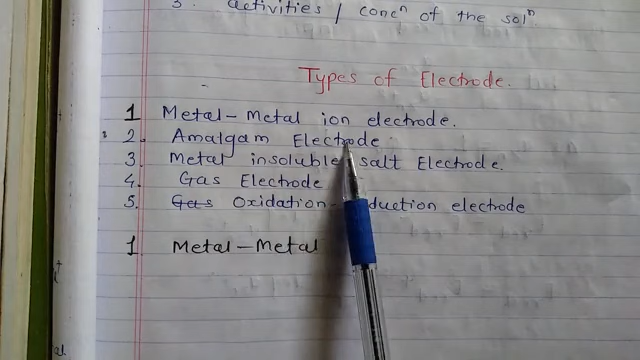 3. activities / concⁿ of the solⁿ
Types of Electrode.
1 Metal-Metal ion electrode.
2. Amalgam Electrode
3. Metal insoluble salt Electrode.
4. Gas Electrode
5. Gas Oxidation duction electrode
1. Metal-Metal